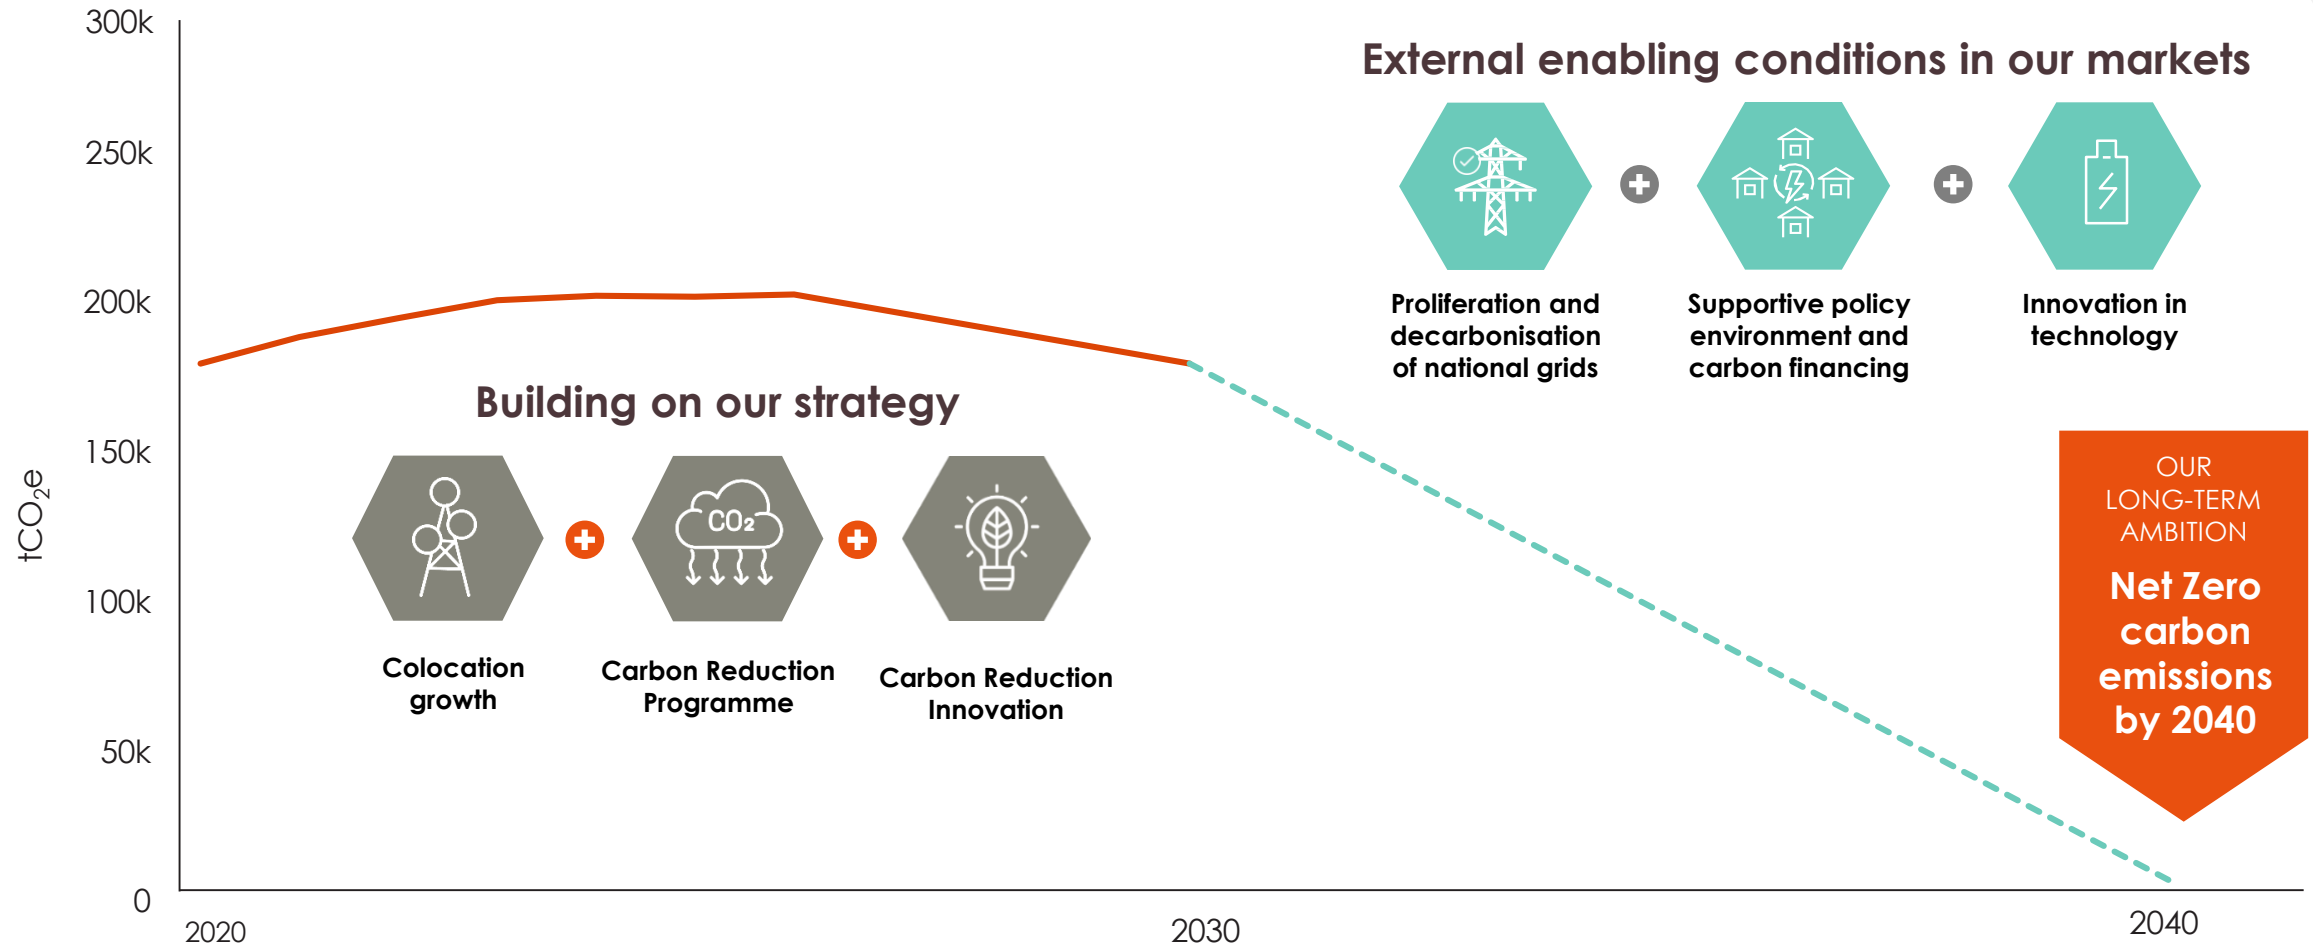 300k
250k
200k
150k
100k
50k
0
tCO₂e
2020
2030
2040
External enabling conditions in our markets
Proliferation and
decarbonisation
of national grids
Supportive policy
environment and
carbon financing
Innovation in
technology
Building on our strategy
CO₂
Colocation
growth
Carbon Reduction
Programme
Carbon Reduction
Innovation
OUR
LONG-TERM
AMBITION
Net Zero
carbon
emissions
by 2040